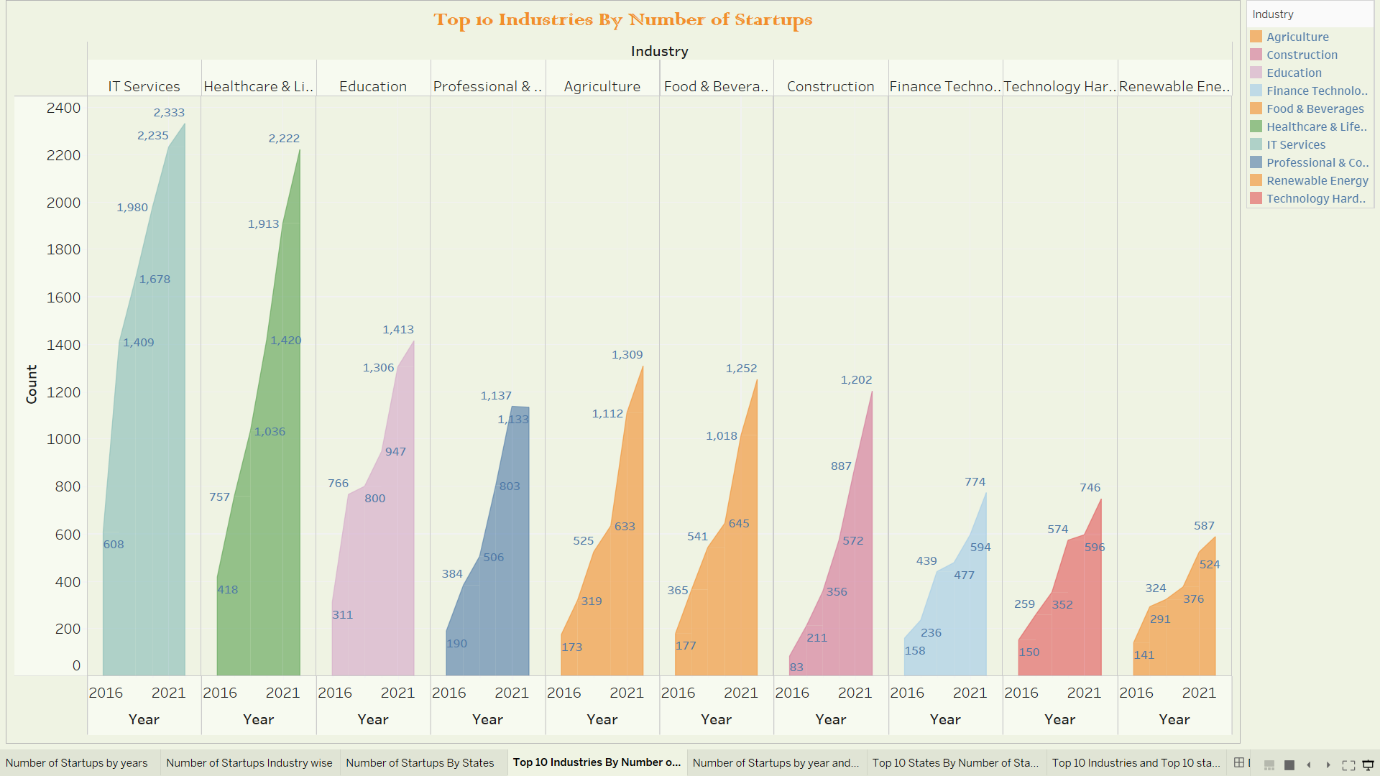 Top 10 Industries By Number of Startups
Industry
IT Services
Healthcare & Li..
Education
Professional & ..
Agriculture
Food & Bevera..
Construction
Finance Techno..
Technology Har..
Renewable Ene..
Count
2400
2200
2000
1800
1600
1400
1200
1000
800
600
400
200
0
608
1,409
1,678
1,980
2,235
2,333
418
757
1,036
1,420
1,913
2,222
311
766
800
947
1,306
1,413
190
384
506
803
1,137
1,133
173
319
525
633
1,112
1,309
177
365
541
645
1,018
1,252
83
211
356
572
887
1,202
158
236
439
477
594
774
150
259
352
574
596
746
141
291
324
376
524
587
2016 2021
2016 2021
2016 2021
2016 2021
2016 2021
2016 2021
2016 2021
2016 2021
2016 2021
2016 2021
Year
Year
Year
Year
Year
Year
Year
Year
Year
Year
Industry
Agriculture
Construction
Education
Finance Technolo..
Food & Beverages
Healthcare & Life..
IT Services
Professional & Co..
Renewable Energy
Technology Hard..
Number of Startups by years
Number of Startups Industry wise
Number of Startups By States
Top 10 Industries By Number o...
Number of Startups by year and...
Top 10 States By Number of Sta...
Top 10 Industries and Top 10 sta...